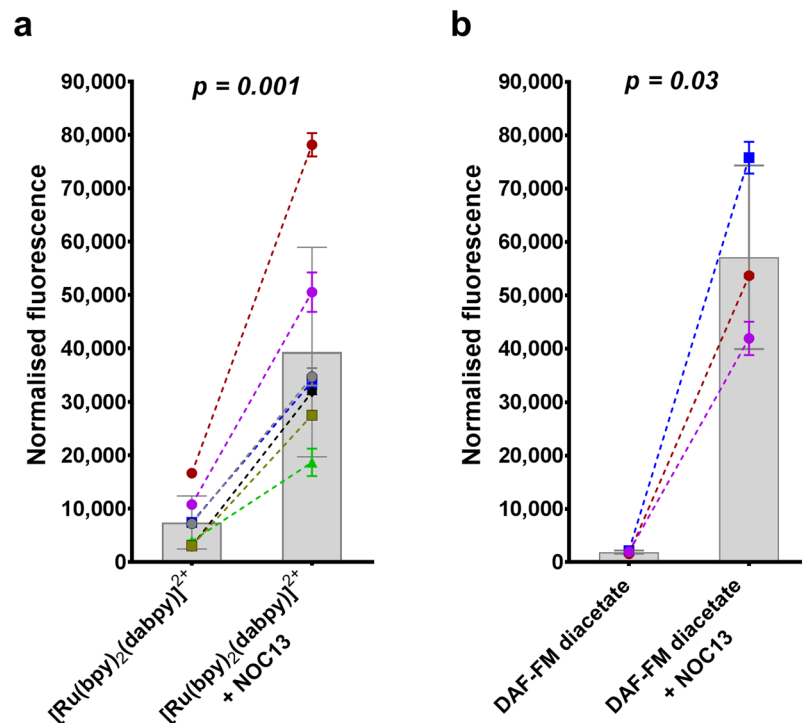 a
p = 0.001
Normalised fluorescence
90,000
80,000
70,000
60,000
50,000
40,000
30,000
20,000
10,000
0
[Ru(bpy)₂(dabpy)]²⁺
[Ru(bpy)₂(dabpy)]²⁺
+ NOC13
b
p = 0.03
Normalised fluorescence
90,000
80,000
70,000
60,000
50,000
40,000
30,000
20,000
10,000
0
DAF-FM diacetate
DAF-FM diacetate
+ NOC13